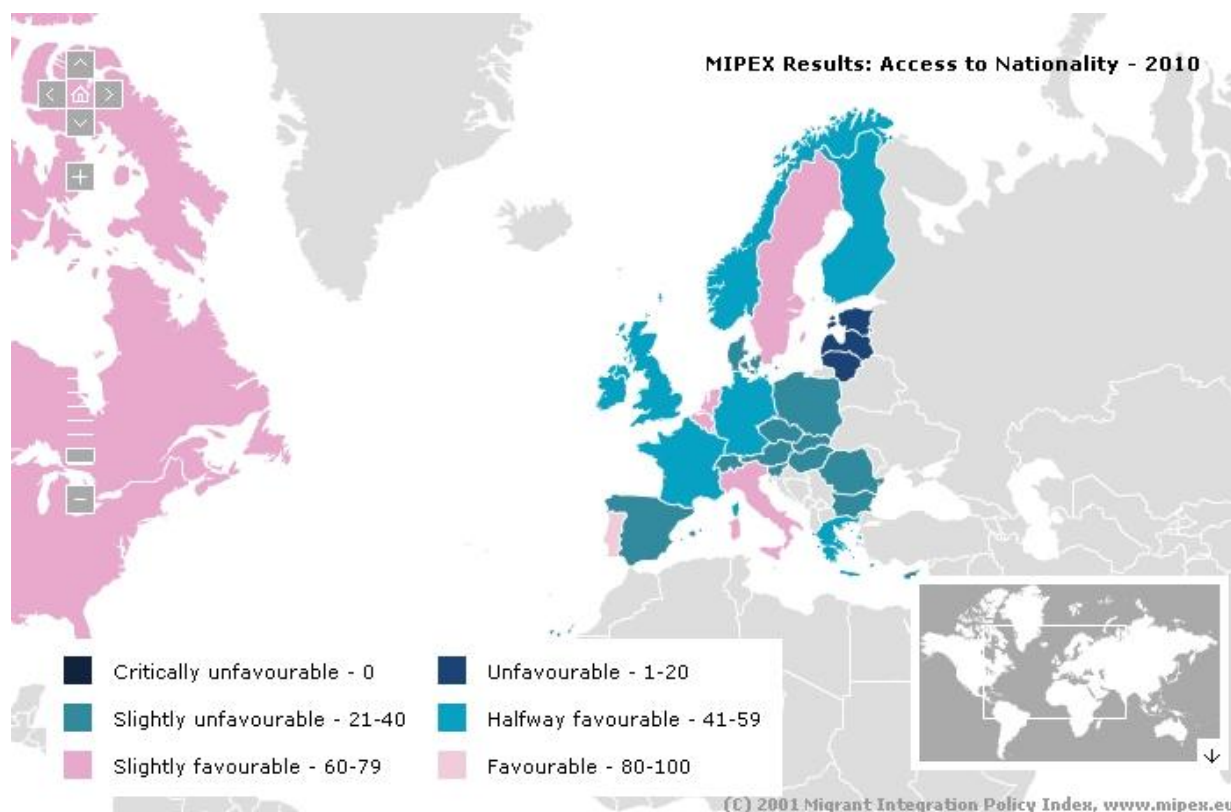 MIPEX Results: Access to Nationality - 2010
Critically unfavourable - 0
Unfavourable - 1-20
Slightly unfavourable - 21-40
Halfway favourable - 41-59
Slightly favourable - 60-79
Favourable - 80-100
(C) 2001 Migrant Integration Policy Index, www.mipex.eu